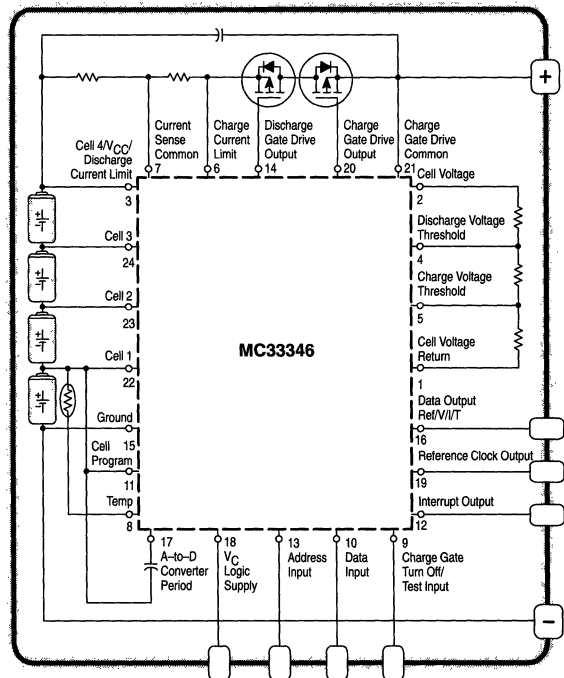 +
Current
Sense
Common
7
Charge
Current
Limit
6
Discharge
Gate Drive
Output
14
Charge
Gate Drive
Output
20
Charge
Gate Drive
Common
21
Cell 4/VCC/
Discharge
Current Limit
3
Cell 3
24
Cell 2
23
Cell 1
22
Ground
15
Cell
Program
11
Temp
8
MC33346
Cell Voltage
2
Discharge Voltage
Threshold
4
Charge Voltage
Threshold
5
Cell Voltage
Return
1
Data Output
Ref/V/I/T
16
Reference Clock Output
19
Interrupt Output
12
17
A–to–D
Converter
Period
18
VC
Logic
Supply
13
Address
Input
10
Data
Input
9
Charge Gate
Turn Off/
Test Input
–